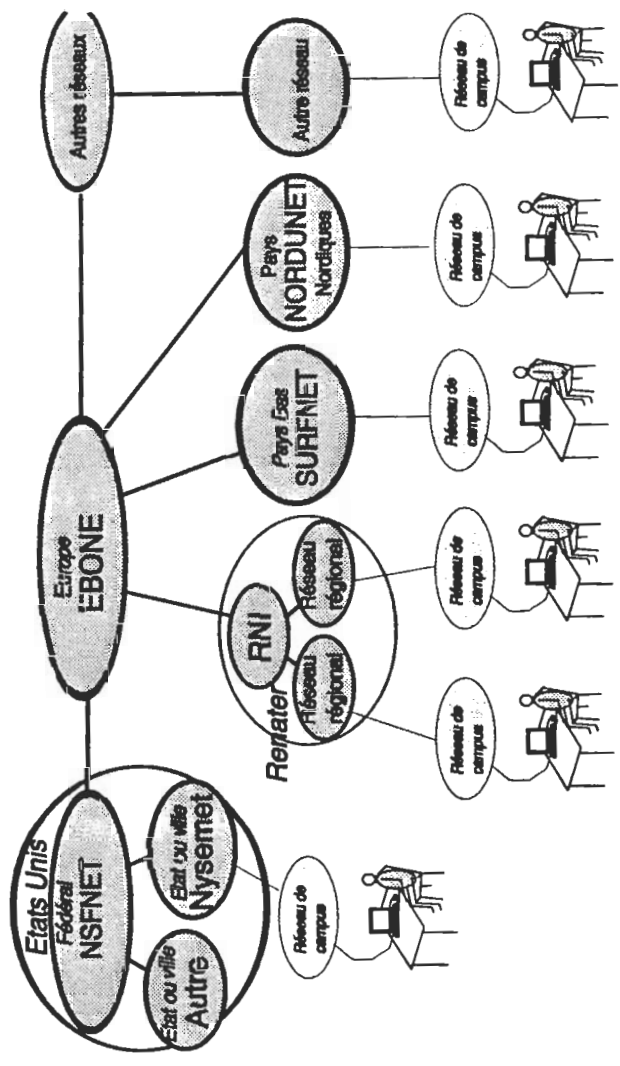 Etats Unis
Fédéral
NSFNET
Etat ou ville
Autre
Etat ou ville
Nysernet
Réseau de
campus
Europe
EBONE
Autres réseaux
Renater
RNI
Réseau
régional
Réseau
régional
Pays Bas
SURFNET
Pays
NORDUNET
Nordiques
Autre réseau
Réseau de
campus
Réseau de
campus
Réseau de
campus
Réseau de
campus
Réseau de
campus